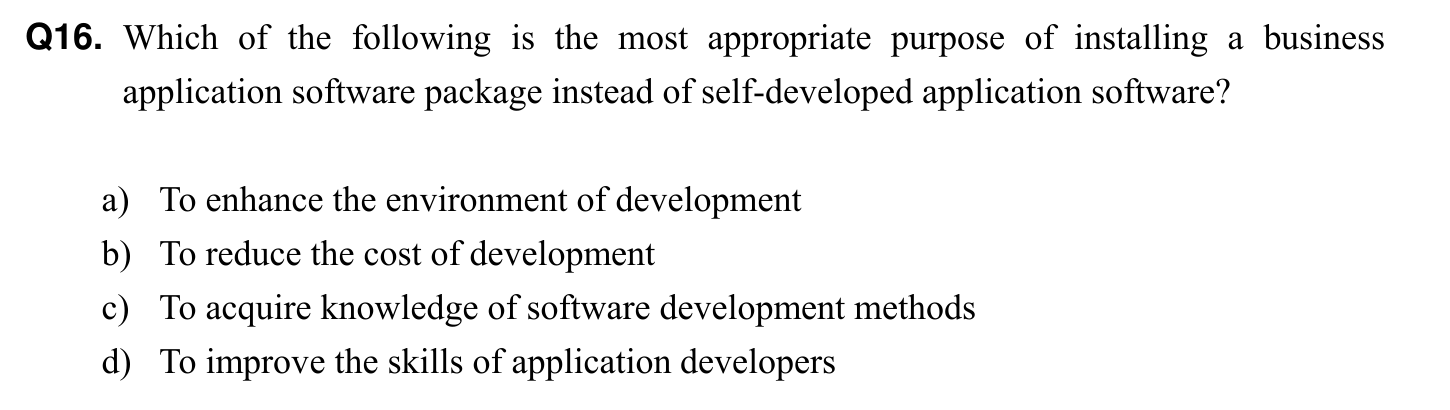 Q16. Which of the following is the most appropriate purpose of installing a business
application software package instead of self-developed application software?
a) To enhance the environment of development
b) To reduce the cost of development
c) To acquire knowledge of software development methods
d) To improve the skills of application developers